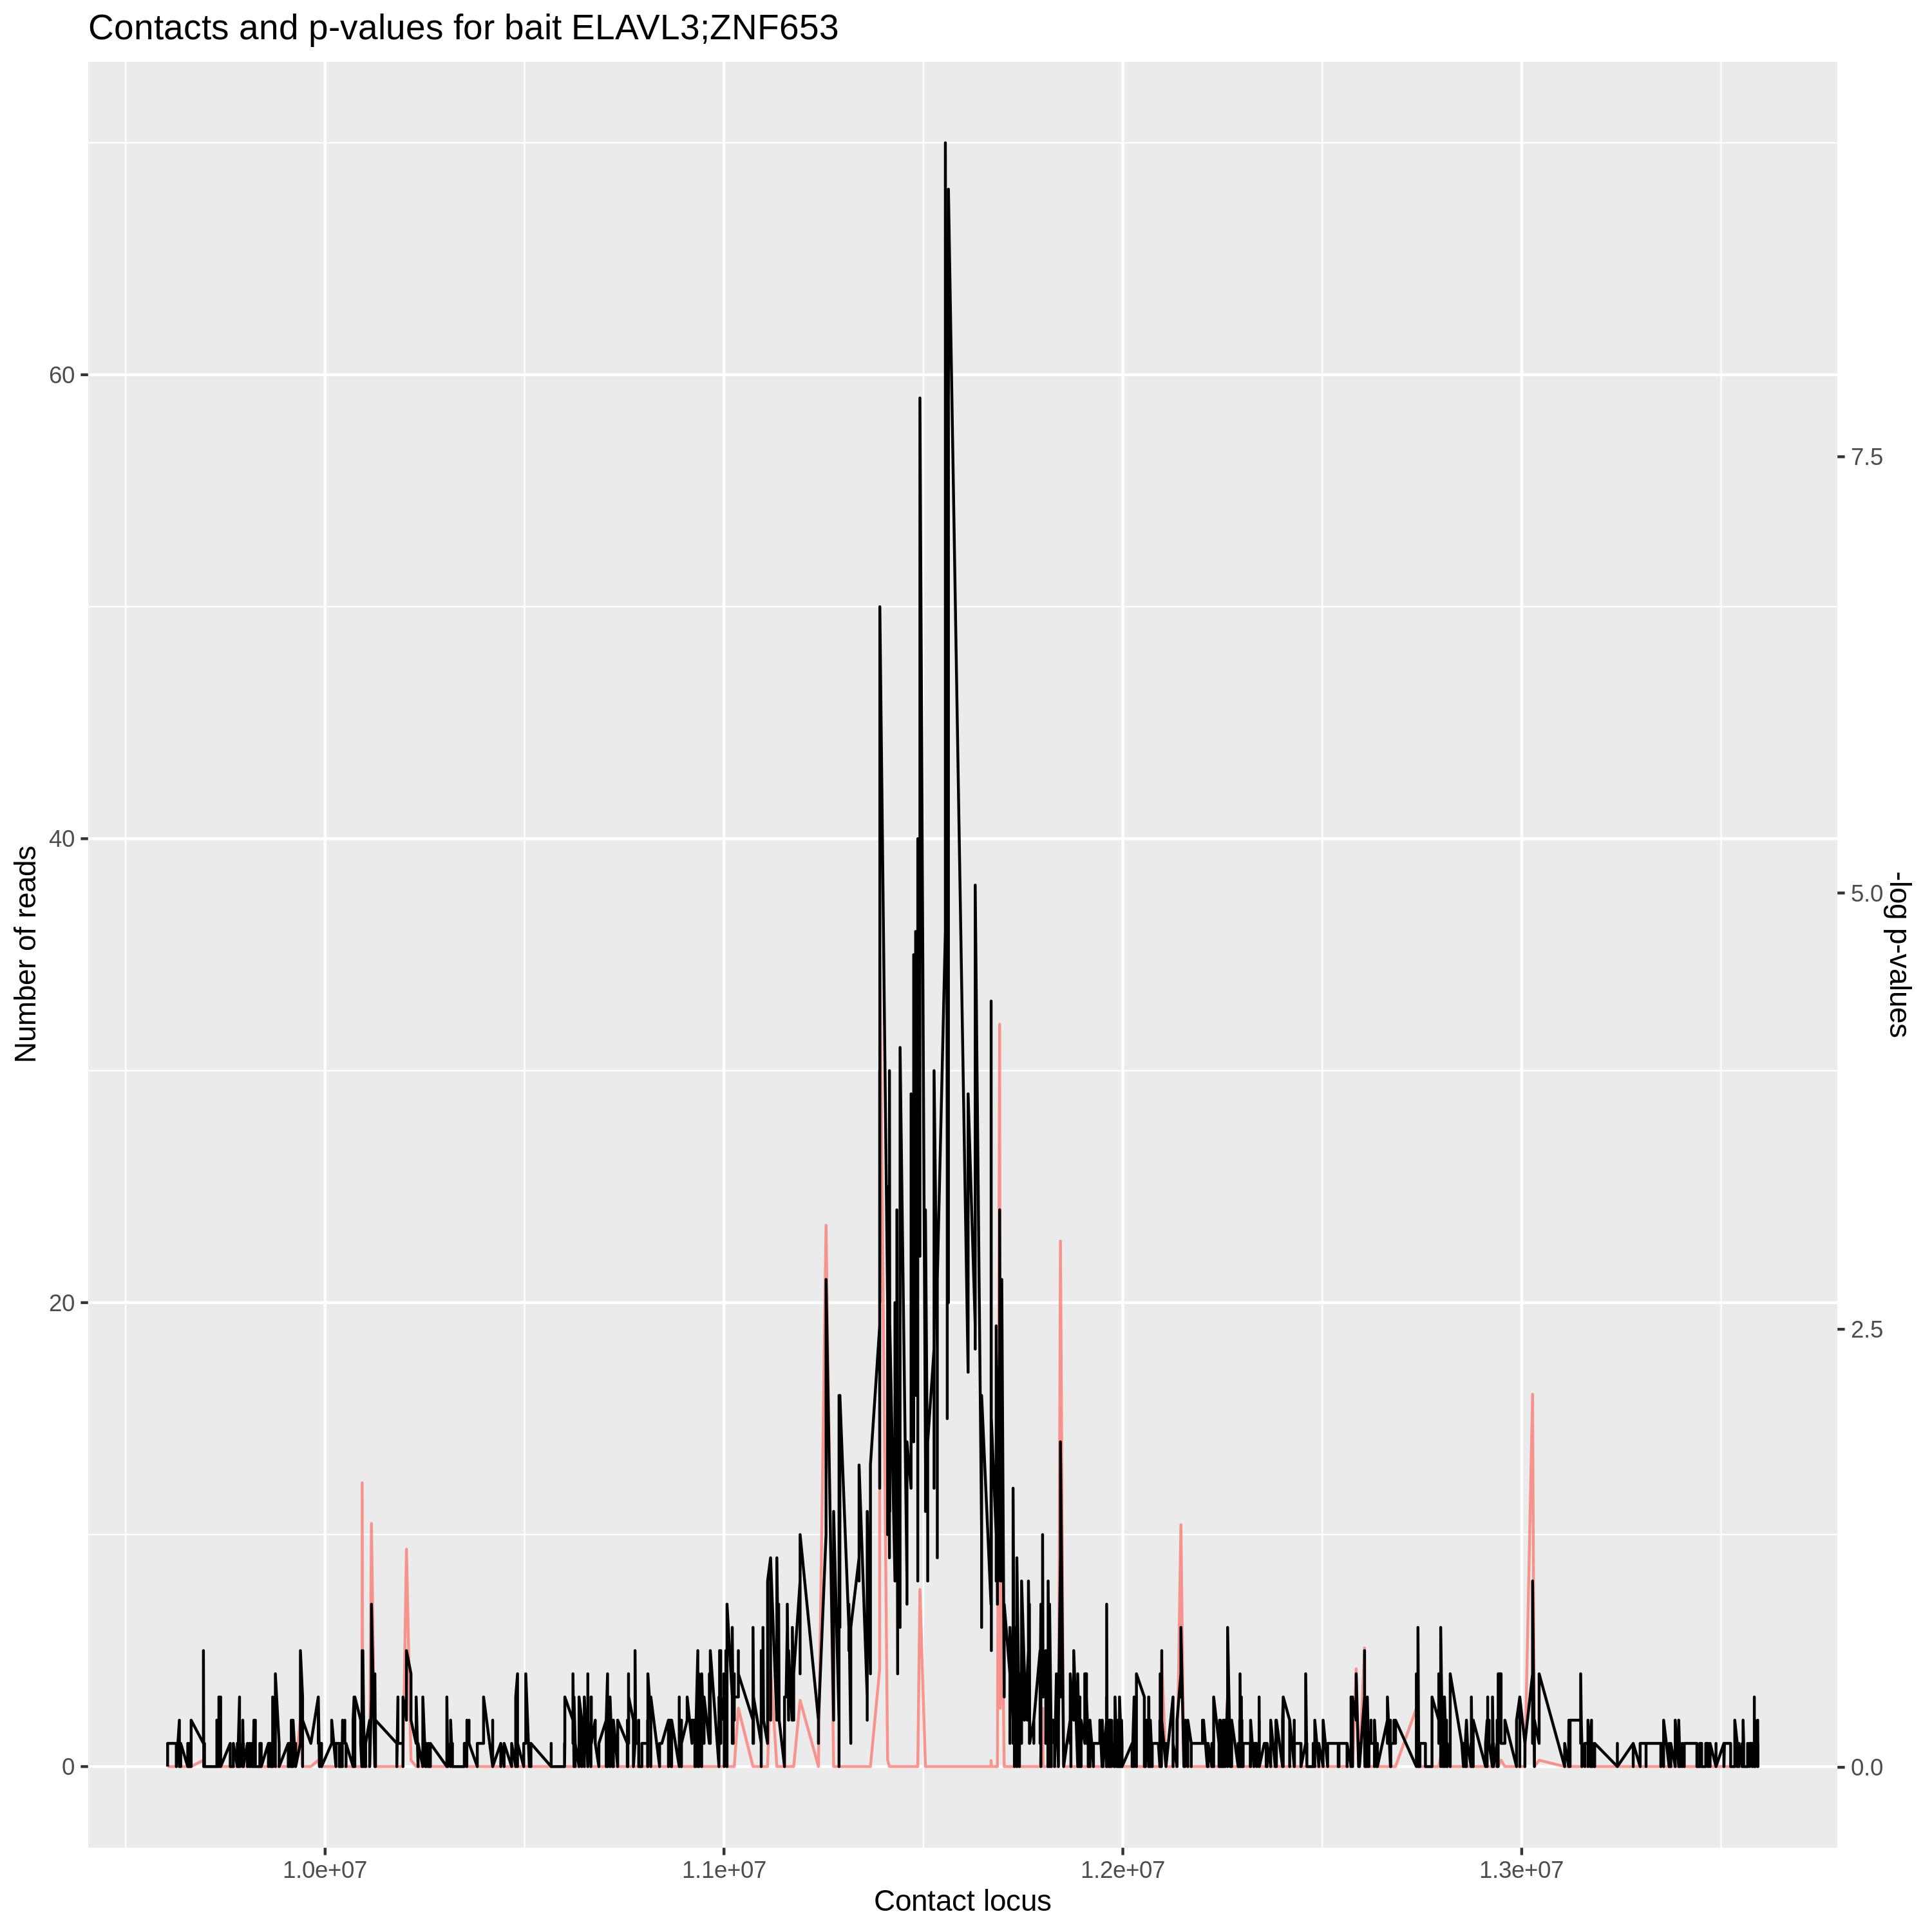 Contacts and p-values for bait ELAVL3;ZNF653
Number of reads
60
40
20
0
7.5
5.0
2.5
0.0
-log p-values
1.0e+07
1.1e+07
1.2e+07
1.3e+07
Contact locus